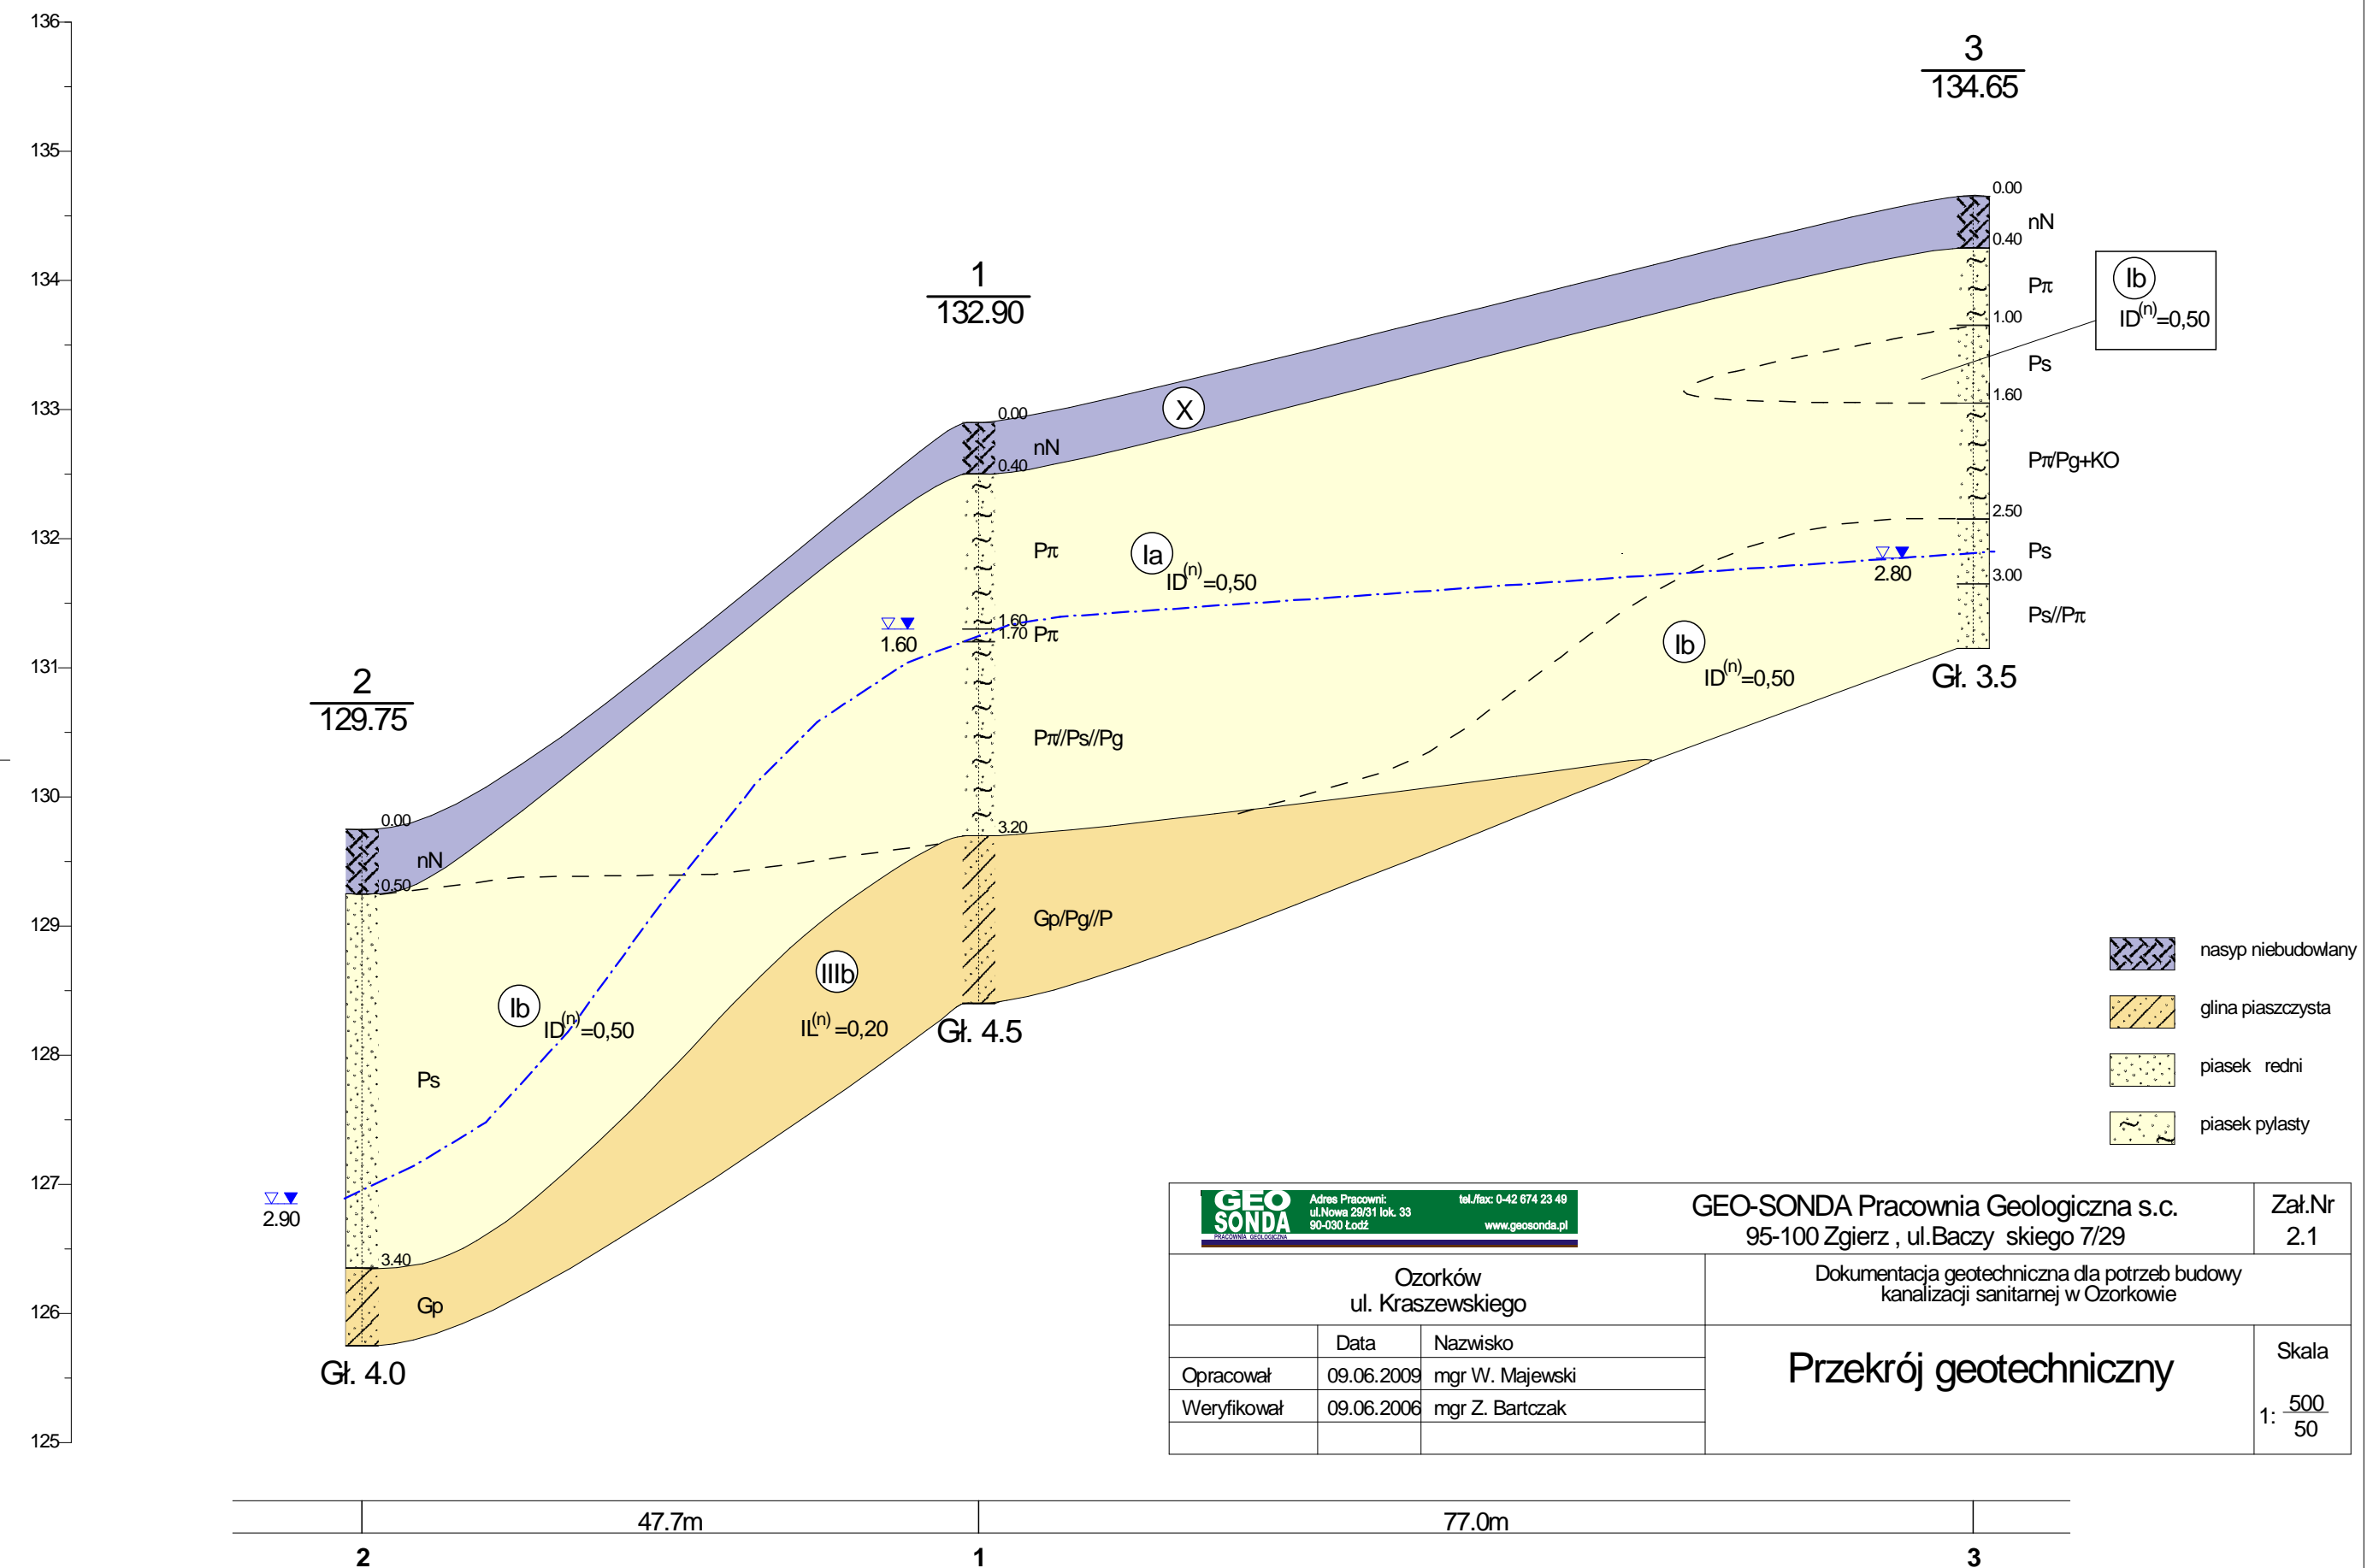 136
135
134
133
132
131
130
129
128
127
126
125
3
134.65
0.00
nN
0.40
Pπ
1.00
Ps
1.60
Pπ/Pg+KO
2.50
Ps
3.00
Ps//Pπ
Gł. 3.5
2.80
Ib
ID(n)=0,50
1
132.90
0.00
nN
0.40
X
Pπ
Ia
ID(n)=0,50
1.60
1.70 Pπ
1.60
Pπ//Ps//Pg
Ib
ID(n)=0,50
3.20
Gp/Pg//P
IIIb
IL(n) =0,20
Gł. 4.5
2
129.75
0.00
nN
0.50
Ib
ID(n)=0,50
Ps
2.90
3.40
Gp
Gł. 4.0
nasyp niebudowlany
glina piaszczysta
piasek redni
piasek pylasty
GEO
SONDA
PRACOWNIA GEOLOGICZNA
Adres Pracowni:
ul.Nowa 29/31 lok. 33
90-030 Łodź
tel./fax: 0-42 674 23 49
www.geosonda.pl
GEO-SONDA Pracownia Geologiczna s.c.
95-100 Zgierz , ul.Baczy skiego 7/29
Zał.Nr
2.1
Ozorków
ul. Kraszewskiego
Dokumentacja geotechniczna dla potrzeb budowy
kanalizacji sanitarnej w Ozorkowie
Data Nazwisko
Opracował 09.06.2009 mgr W. Majewski
Weryfikował 09.06.2006 mgr Z. Bartczak
Przekrój geotechniczny
Skala
1: 500
50
47.7m 77.0m
2 1 3